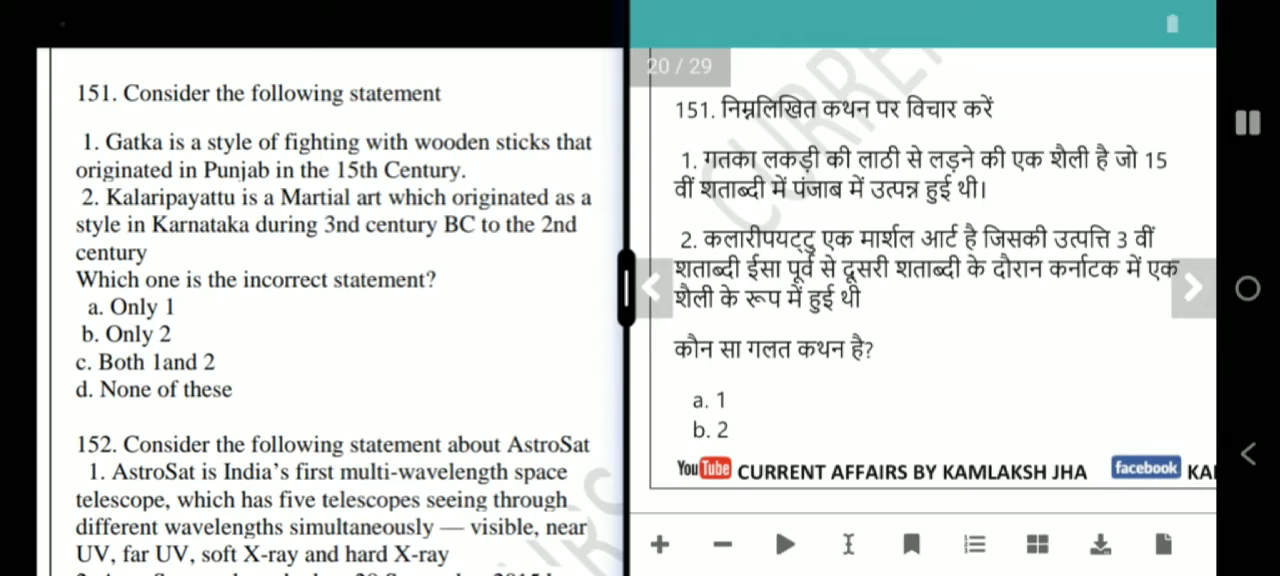 151. Consider the following statement
1. Gatka is a style of fighting with wooden sticks that
originated in Punjab in the 15th Century.
2. Kalaripayattu is a Martial art which originated as a
style in Karnataka during 3nd century BC to the 2nd
century
Which one is the incorrect statement?
a. Only 1
b. Only 2
c. Both 1and 2
d. None of these
152. Consider the following statement about AstroSat
1. AstroSat is India’s first multi-wavelength space
telescope, which has five telescopes seeing through
different wavelengths simultaneously — visible, near
UV, far UV, soft X-ray and hard X-ray
20 / 29
151. निम्नलिखित कथन पर विचार करें
1. गतका लकड़ी की लाठी से लड़ने की एक शैली है जो 15
वीं शताब्दी में पंजाब में उत्पन्न हुई थी।
2. कलारीपयट्टु एक मार्शल आर्ट है जिसकी उत्पत्ति 3 वीं
शताब्दी ईसा पूर्व से दूसरी शताब्दी के दौरान कर्नाटक में एक
शैली के रूप में हुई थी
कौन सा गलत कथन है?
a. 1
b. 2
YouTube CURRENT AFFAIRS BY KAMLAKSH JHA facebook